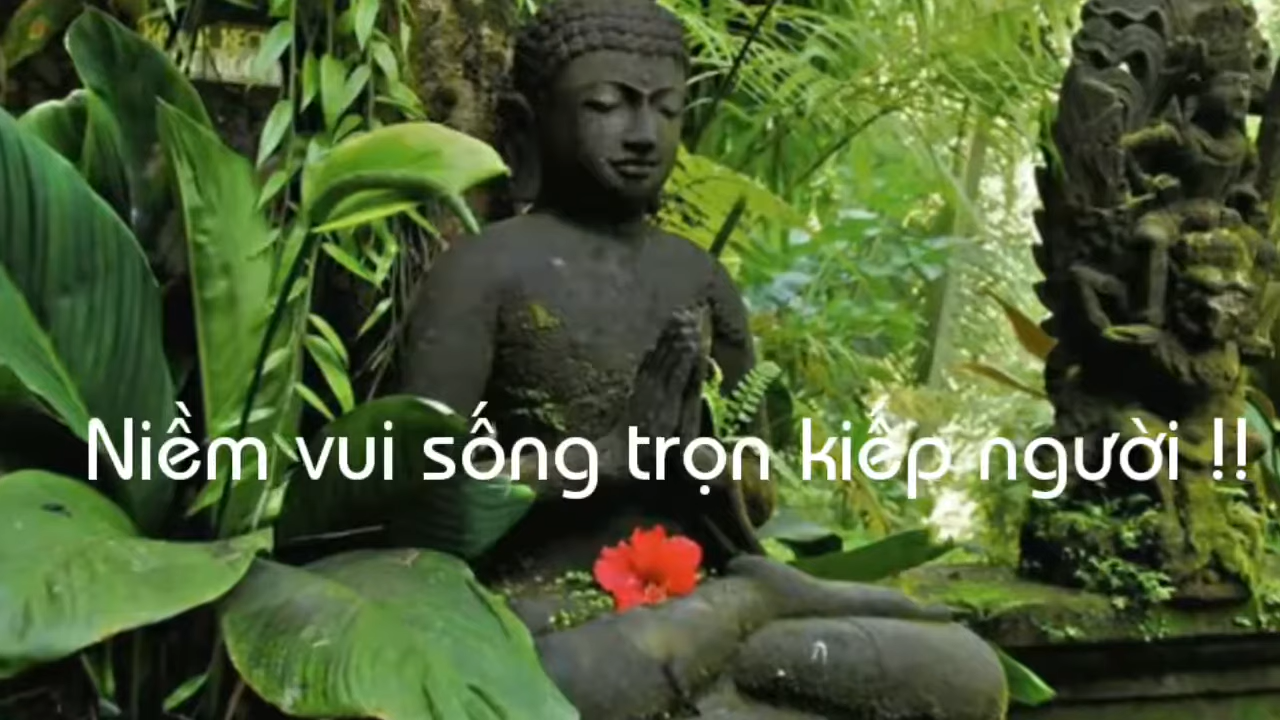 Niềm vui sống trọn kiếp người !!